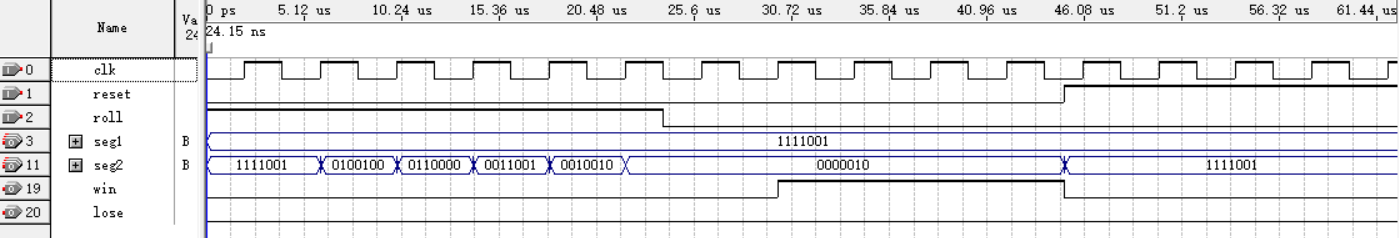 Name Va 24 0 ps 5.12 us 10.24 us 15.36 us 20.48 us 25.6 us 30.72 us 35.84 us 40.96 us 46.08 us 51.2 us 56.32 us 61.44 us
24.15 ns
0 clk
1 reset
2 roll
3 seg1 B 1111001
11 seg2 B 1111001 0100100 0110000 0011001 0010010 0000010 1111001
19 win
20 lose